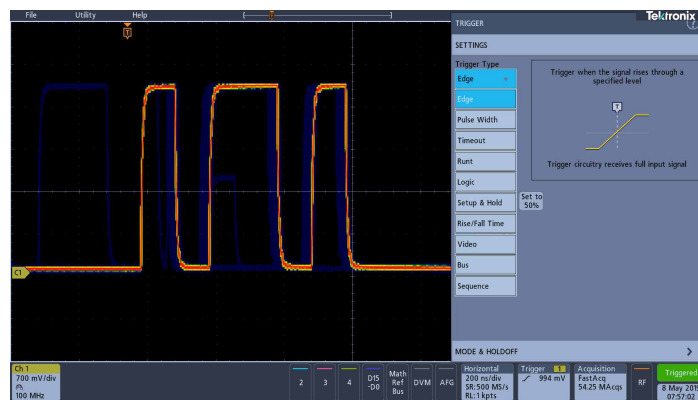 File Utility Help
Tektronix
TRIGGER
?
SETTINGS
Trigger Type
Edge
Edge
Pulse Width
Timeout
Runt
Logic
Setup & Hold
Rise/Fall Time
Video
Bus
Sequence
Set to
50%
Trigger when the signal rises through a
specified level
T
Trigger circuitry receives full input signal
MODE & HOLDOFF
T
T
C1
Ch 1
700 mV/div
100 MHz
2
3
4
D15
-D0
Math
Ref
Bus
DVM
AFG
Horizontal
200 ns/div
SR: 500 MS/s
RL: 1 kpts
Trigger 1
994 mV
Acquisition
FastAcq
54.25 MAcqs
RF
Triggered
8 May 2019
07:57:02